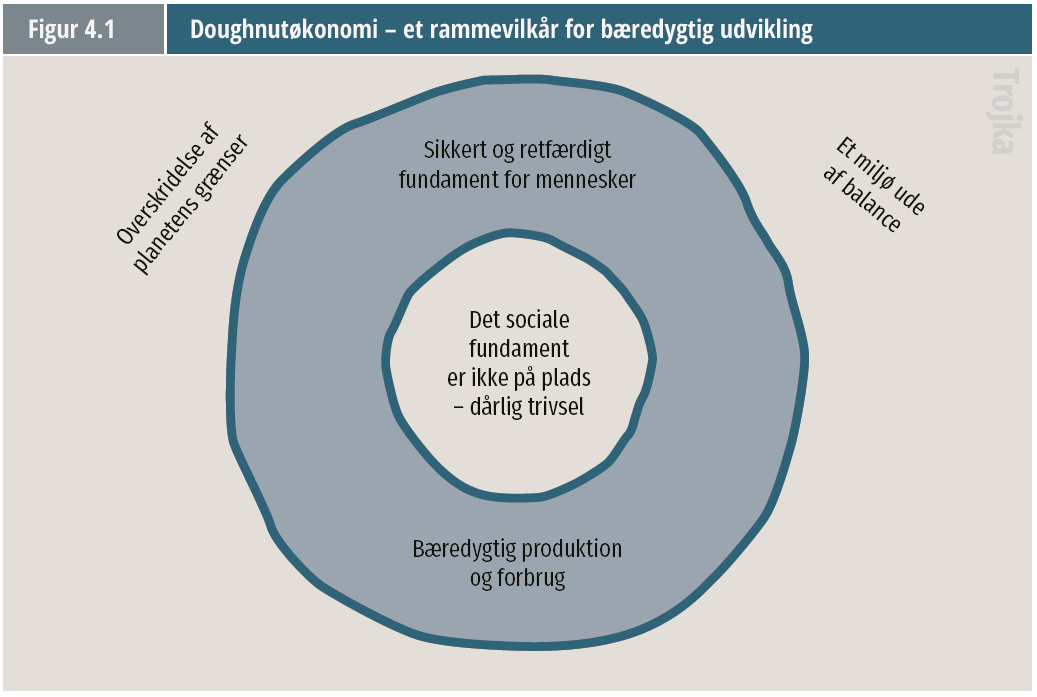 Figur 4.1
Doughnutøkonomi – et rammevilkår for bæredygtig udvikling
Trojka
Overskridelse af
planetens grænser
Et miljø ude
af balance
Sikkert og retfærdigt
fundament for mennesker
Det sociale
fundament
er ikke på plads
– dårlig trivsel
Bæredygtig produktion
og forbrug